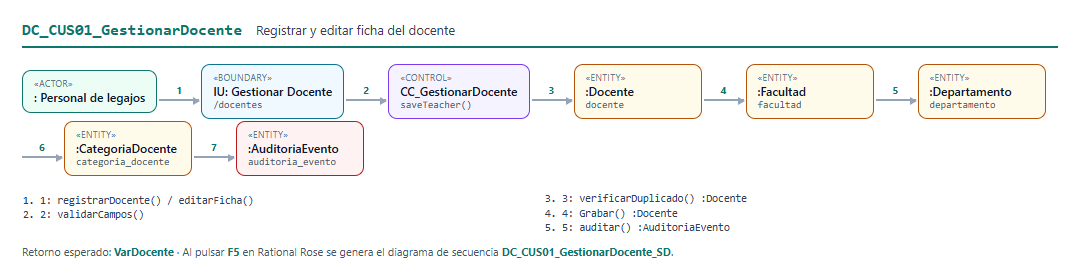 DC_CUS01_GestionarDocente Registrar y editar ficha del docente
«ACTOR»
: Personal de legajos
1
«BOUNDARY»
IU: Gestionar Docente
/docentes
2
«CONTROL»
CC_GestionarDocente
saveTeacher()
3
«ENTITY»
:Docente
docente
4
«ENTITY»
:Facultad
facultad
5
«ENTITY»
:Departamento
departamento
6
«ENTITY»
:CategoriaDocente
categoria_docente
7
«ENTITY»
:AuditoriaEvento
auditoria_evento
1. 1: registrarDocente() / editarFicha()
2. 2: validarCampos()
3. 3: verificarDuplicado() :Docente
4. 4: Grabar() :Docente
5. 5: auditar() :AuditoriaEvento
Retorno esperado: VarDocente · Al pulsar F5 en Rational Rose se genera el diagrama de secuencia DC_CUS01_GestionarDocente_SD.